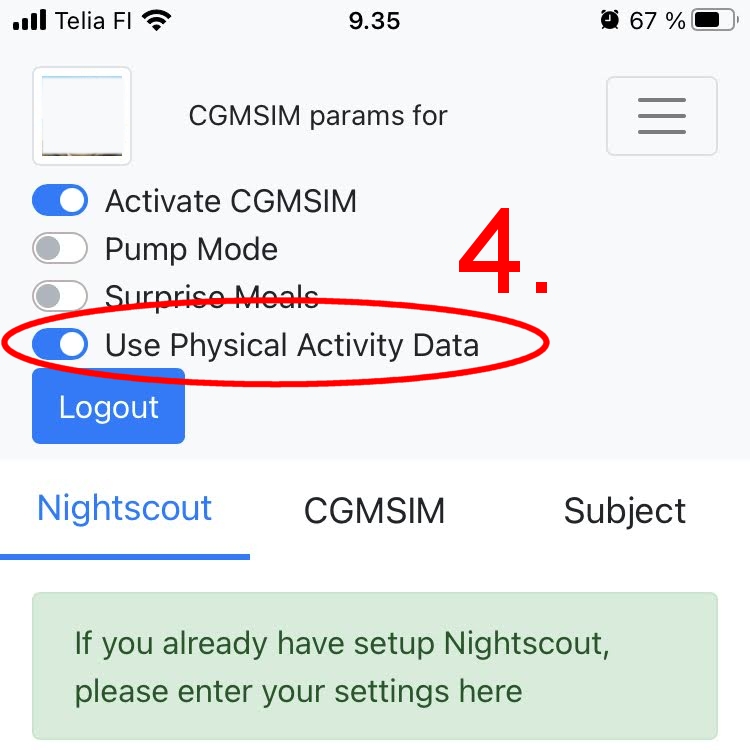 Telia FI 9.35 67 %
CGMSIM params for
Activate CGMSIM
4.
Pump Mode
Surprise Meals
Use Physical Activity Data
Logout
Nightscout CGMSIM Subject
If you already have setup Nightscout,
please enter your settings here